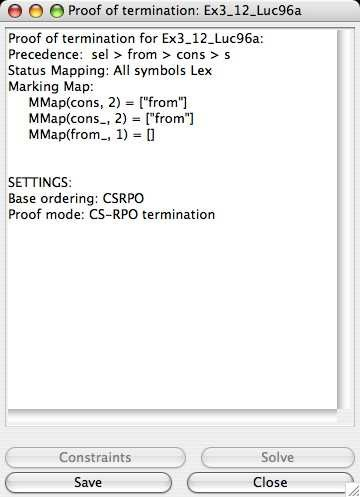 Proof of termination: Ex3_12_Luc96a
Proof of termination for Ex3_12_Luc96a:
Precedence:  sel > from > cons > s
Status Mapping: All symbols Lex
Marking Map:
MMap(cons, 2) = ["from"]
MMap(cons_, 2) = ["from"]
MMap(from_, 1) = []
SETTINGS:
Base ordering: CSRPO
Proof mode: CS-RPO termination
Constraints
Solve
Save
Close